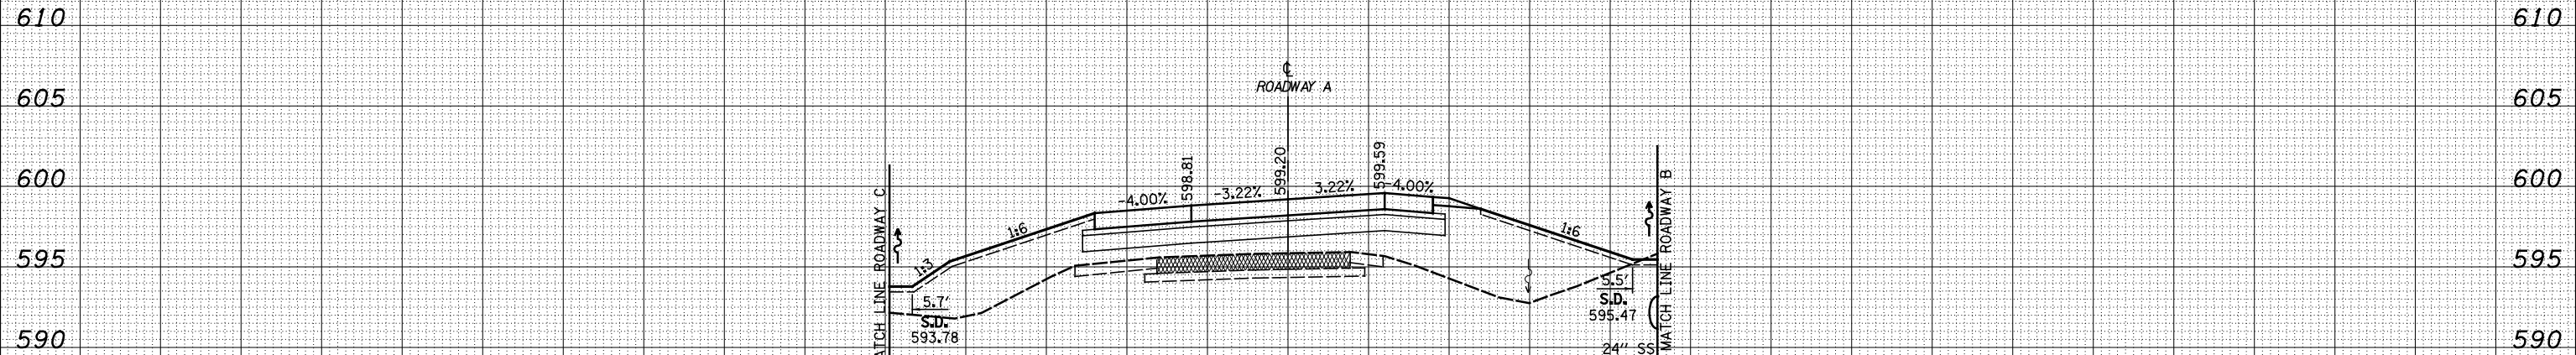 610 610
℄
ROADWAY A
605 605
600 600
598.81 599.20 599.59
-4.00% -3.22% 3.22% -4.00%
1:6 1:6
1:3
MATCH LINE ROADWAY B
ATCH LINE ROADWAY C
595 595
5.7' 5.5'
S.D. S.D.
593.78 595.47
24" SS
590 590